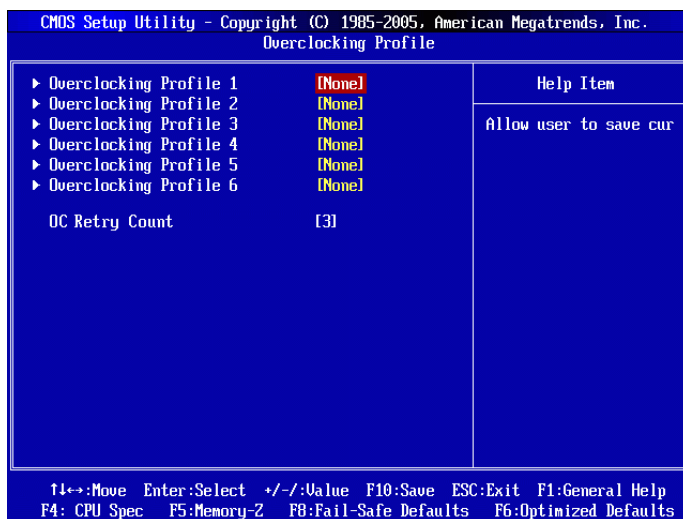 CMOS Setup Utility - Copyright (C) 1985-2005, American Megatrends, Inc.
Overclocking Profile
Overclocking Profile 1 [None]
Overclocking Profile 2 [None]
Overclocking Profile 3 [None]
Overclocking Profile 4 [None]
Overclocking Profile 5 [None]
Overclocking Profile 6 [None]
OC Retry Count [3]
Help Item
Allow user to save cur
↑↓←→:Move Enter:Select +/-/:Value F10:Save ESC:Exit F1:General Help
F4: CPU Spec F5:Memory-Z F8:Fail-Safe Defaults F6:Optimized Defaults